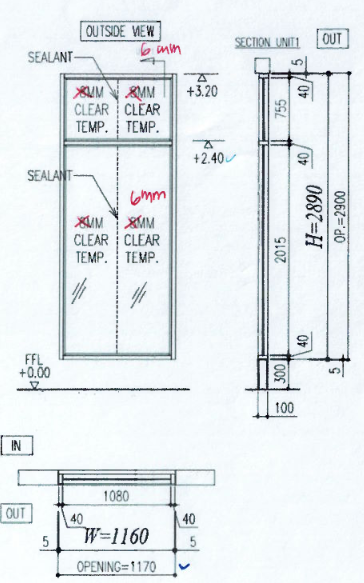 OUTSIDE VIEW
6 mm
SECTION UNIT1
OUT
SEALANT
8MM
CLEAR
TEMP.
8MM
CLEAR
TEMP.
+3.20
5
40
755
+2.40
40
SEALANT
6mm
8MM
CLEAR
TEMP.
8MM
CLEAR
TEMP.
2015
H=2890
OP.=2900
FFL
+0.00
40
300
5
100
IN
OUT
1080
40
40
5
W=1160
5
OPENING=1170